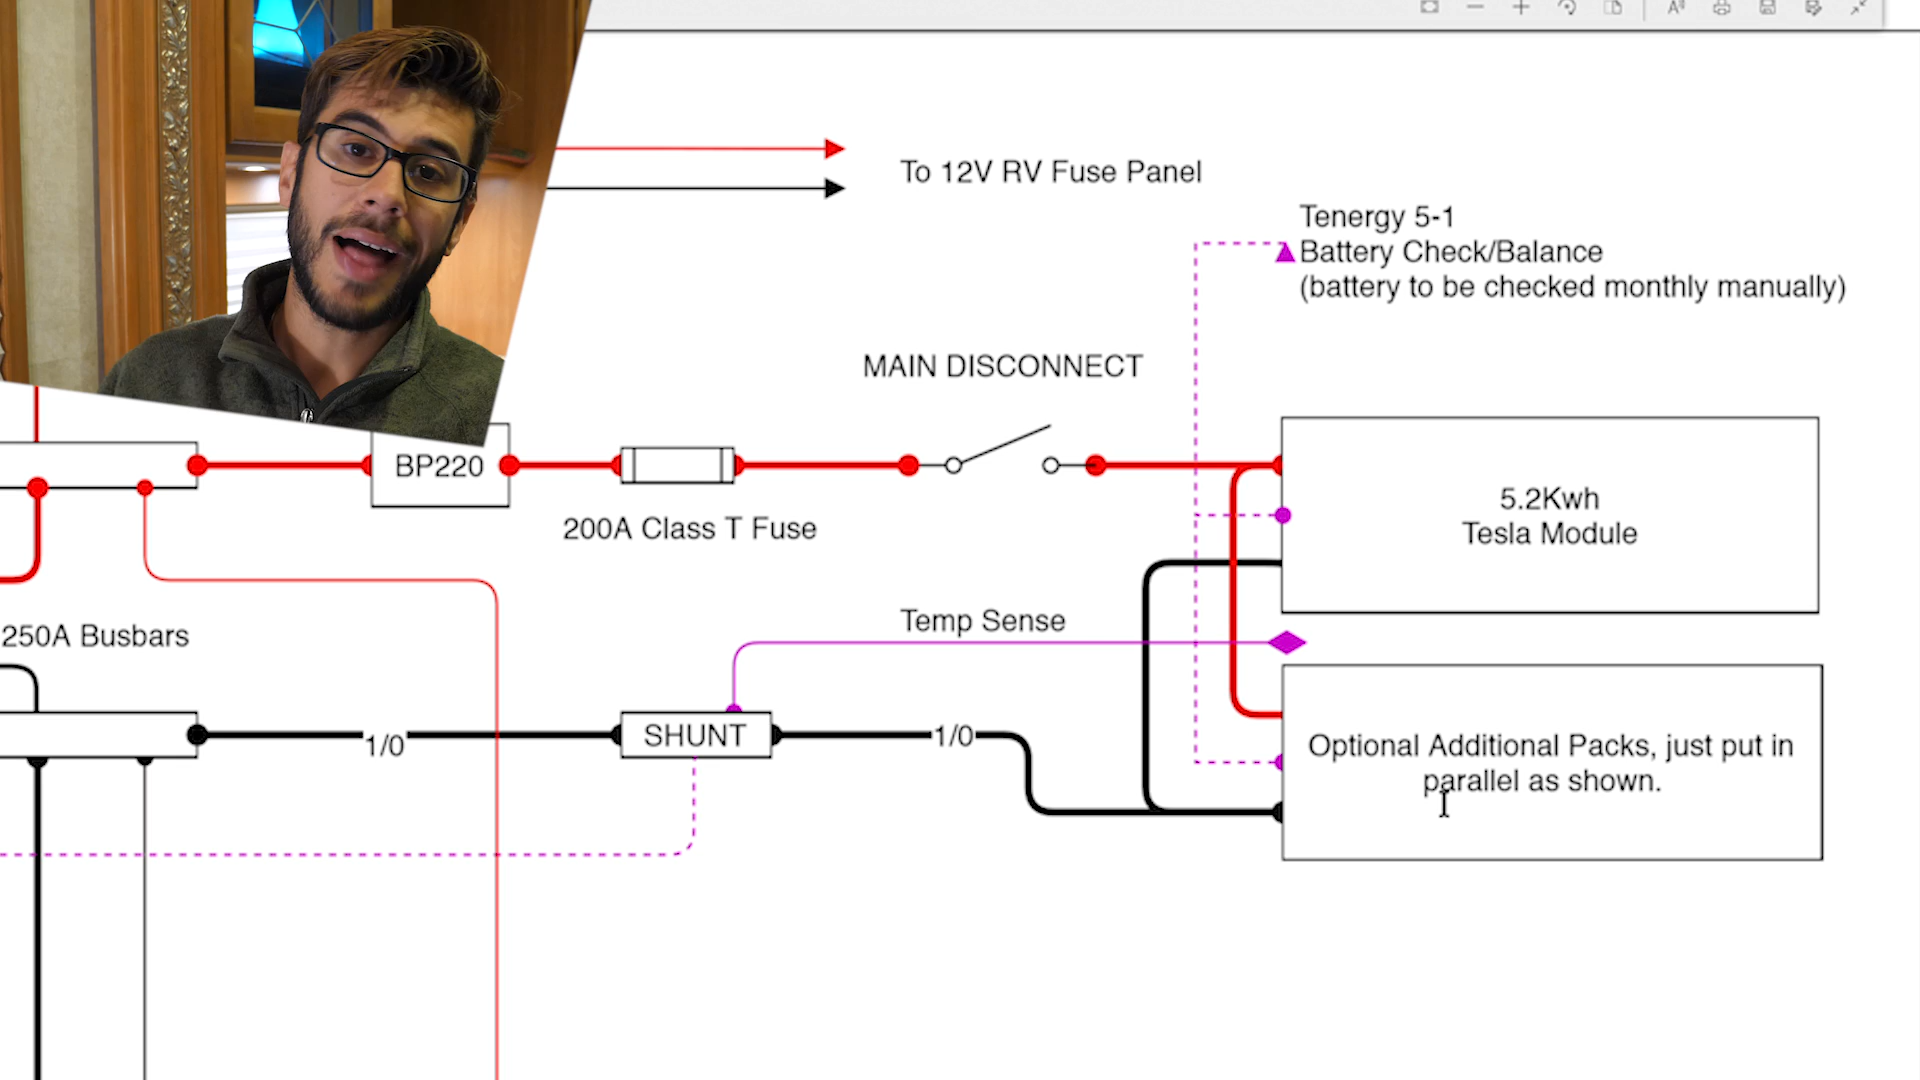 To 12V RV Fuse Panel
Tenergy 5-1
Battery Check/Balance
(battery to be checked monthly manually)
MAIN DISCONNECT
BP220
200A Class T Fuse
5.2Kwh
Tesla Module
250A Busbars
Temp Sense
1/0
SHUNT
1/0
Optional Additional Packs, just put in
parallel as shown.